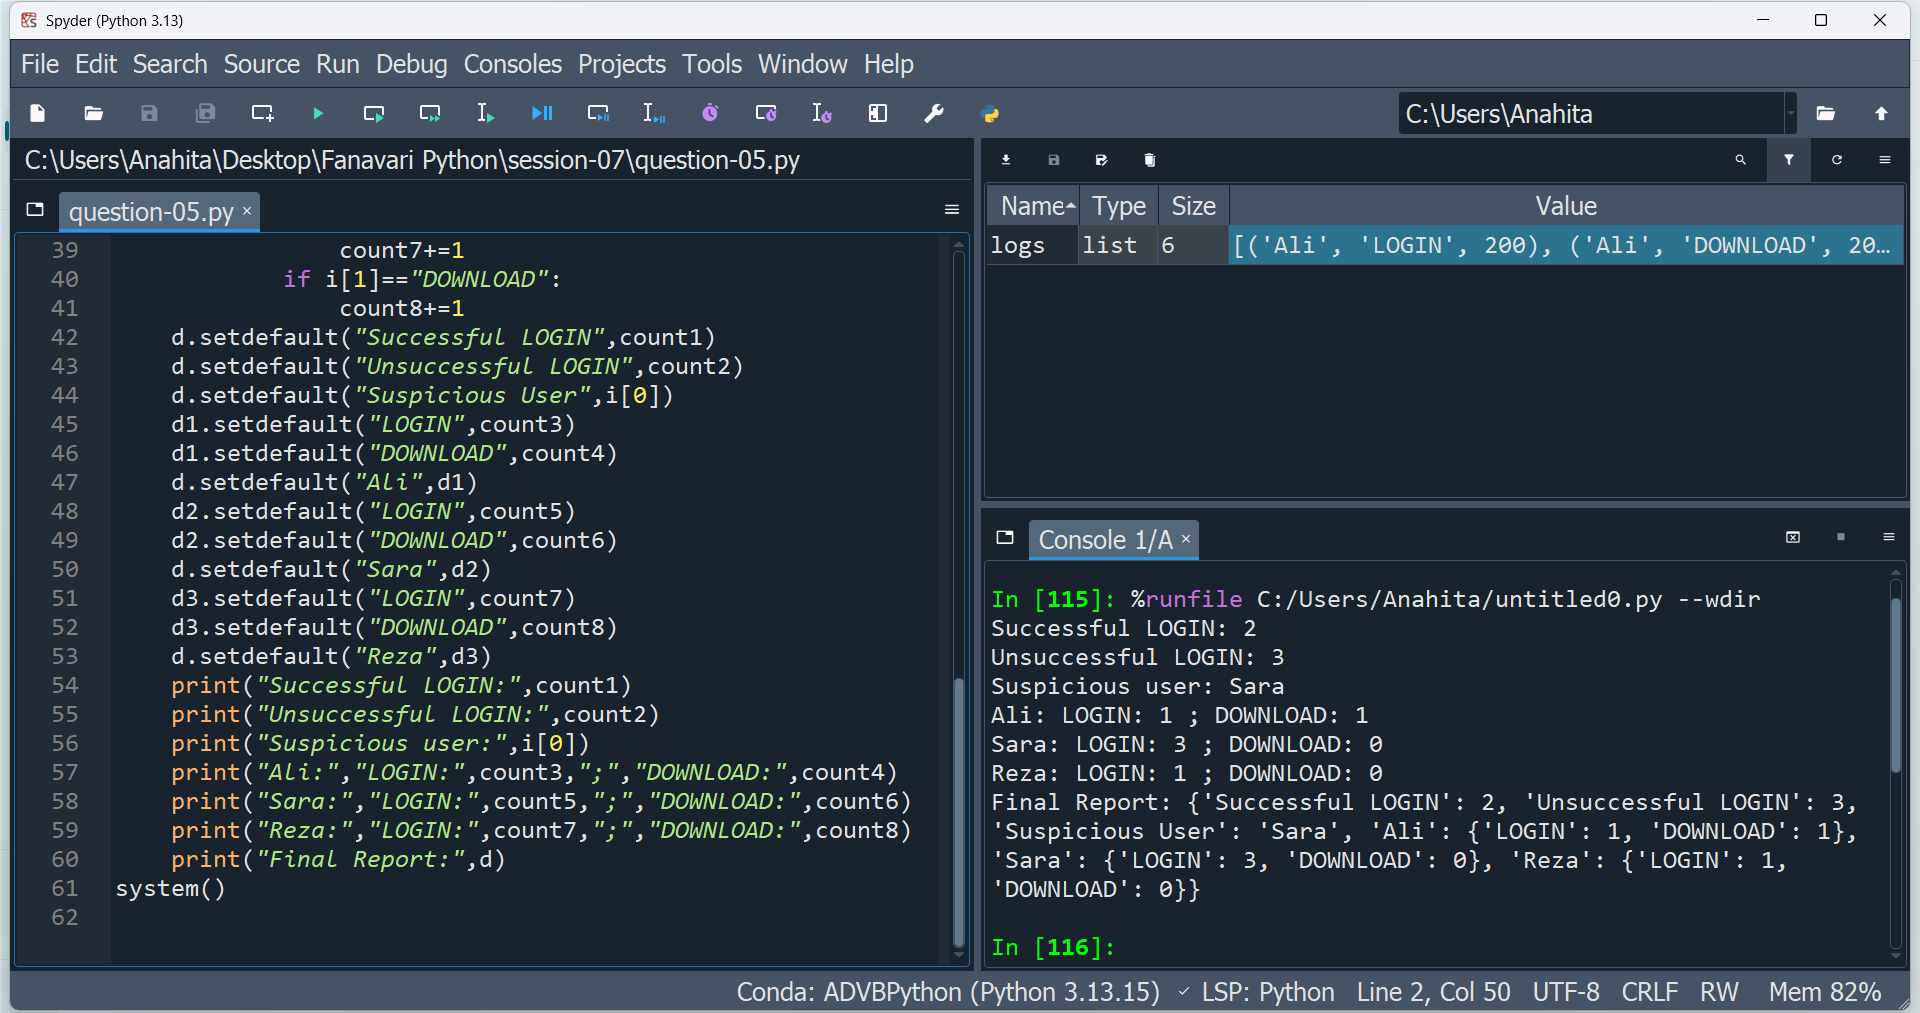 Spyder (Python 3.13)
File Edit Search Source Run Debug Consoles Projects Tools Window Help
C:\Users\Anahita
C:\Users\Anahita\Desktop\Fanavari Python\session-07\question-05.py
question-05.py
39 count7+=1
40 if i[1]=="DOWNLOAD":
41 count8+=1
42 d.setdefault("Successful LOGIN",count1)
43 d.setdefault("Unsuccessful LOGIN",count2)
44 d.setdefault("Suspicious User",i[0])
45 d1.setdefault("LOGIN",count3)
46 d1.setdefault("DOWNLOAD",count4)
47 d.setdefault("Ali",d1)
48 d2.setdefault("LOGIN",count5)
49 d2.setdefault("DOWNLOAD",count6)
50 d.setdefault("Sara",d2)
51 d3.setdefault("LOGIN",count7)
52 d3.setdefault("DOWNLOAD",count8)
53 d.setdefault("Reza",d3)
54 print("Successful LOGIN:",count1)
55 print("Unsuccessful LOGIN:",count2)
56 print("Suspicious user:",i[0])
57 print("Ali:","LOGIN:",count3,";","DOWNLOAD:",count4)
58 print("Sara:","LOGIN:",count5,";","DOWNLOAD:",count6)
59 print("Reza:","LOGIN:",count7,";","DOWNLOAD:",count8)
60 print("Final Report:",d)
61 system()
62
Name Type Size Value
logs list 6 [('Ali', 'LOGIN', 200), ('Ali', 'DOWNLOAD', 20...
Console 1/A
In [115]: %runfile C:/Users/Anahita/untitled0.py --wdir
Successful LOGIN: 2
Unsuccessful LOGIN: 3
Suspicious user: Sara
Ali: LOGIN: 1 ; DOWNLOAD: 1
Sara: LOGIN: 3 ; DOWNLOAD: 0
Reza: LOGIN: 1 ; DOWNLOAD: 0
Final Report: {'Successful LOGIN': 2, 'Unsuccessful LOGIN': 3,
'Suspicious User': 'Sara', 'Ali': {'LOGIN': 1, 'DOWNLOAD': 1},
'Sara': {'LOGIN': 3, 'DOWNLOAD': 0}, 'Reza': {'LOGIN': 1,
'DOWNLOAD': 0}}
In [116]:
Conda: ADVBPython (Python 3.13.15) LSP: Python Line 2, Col 50 UTF-8 CRLF RW Mem 82%